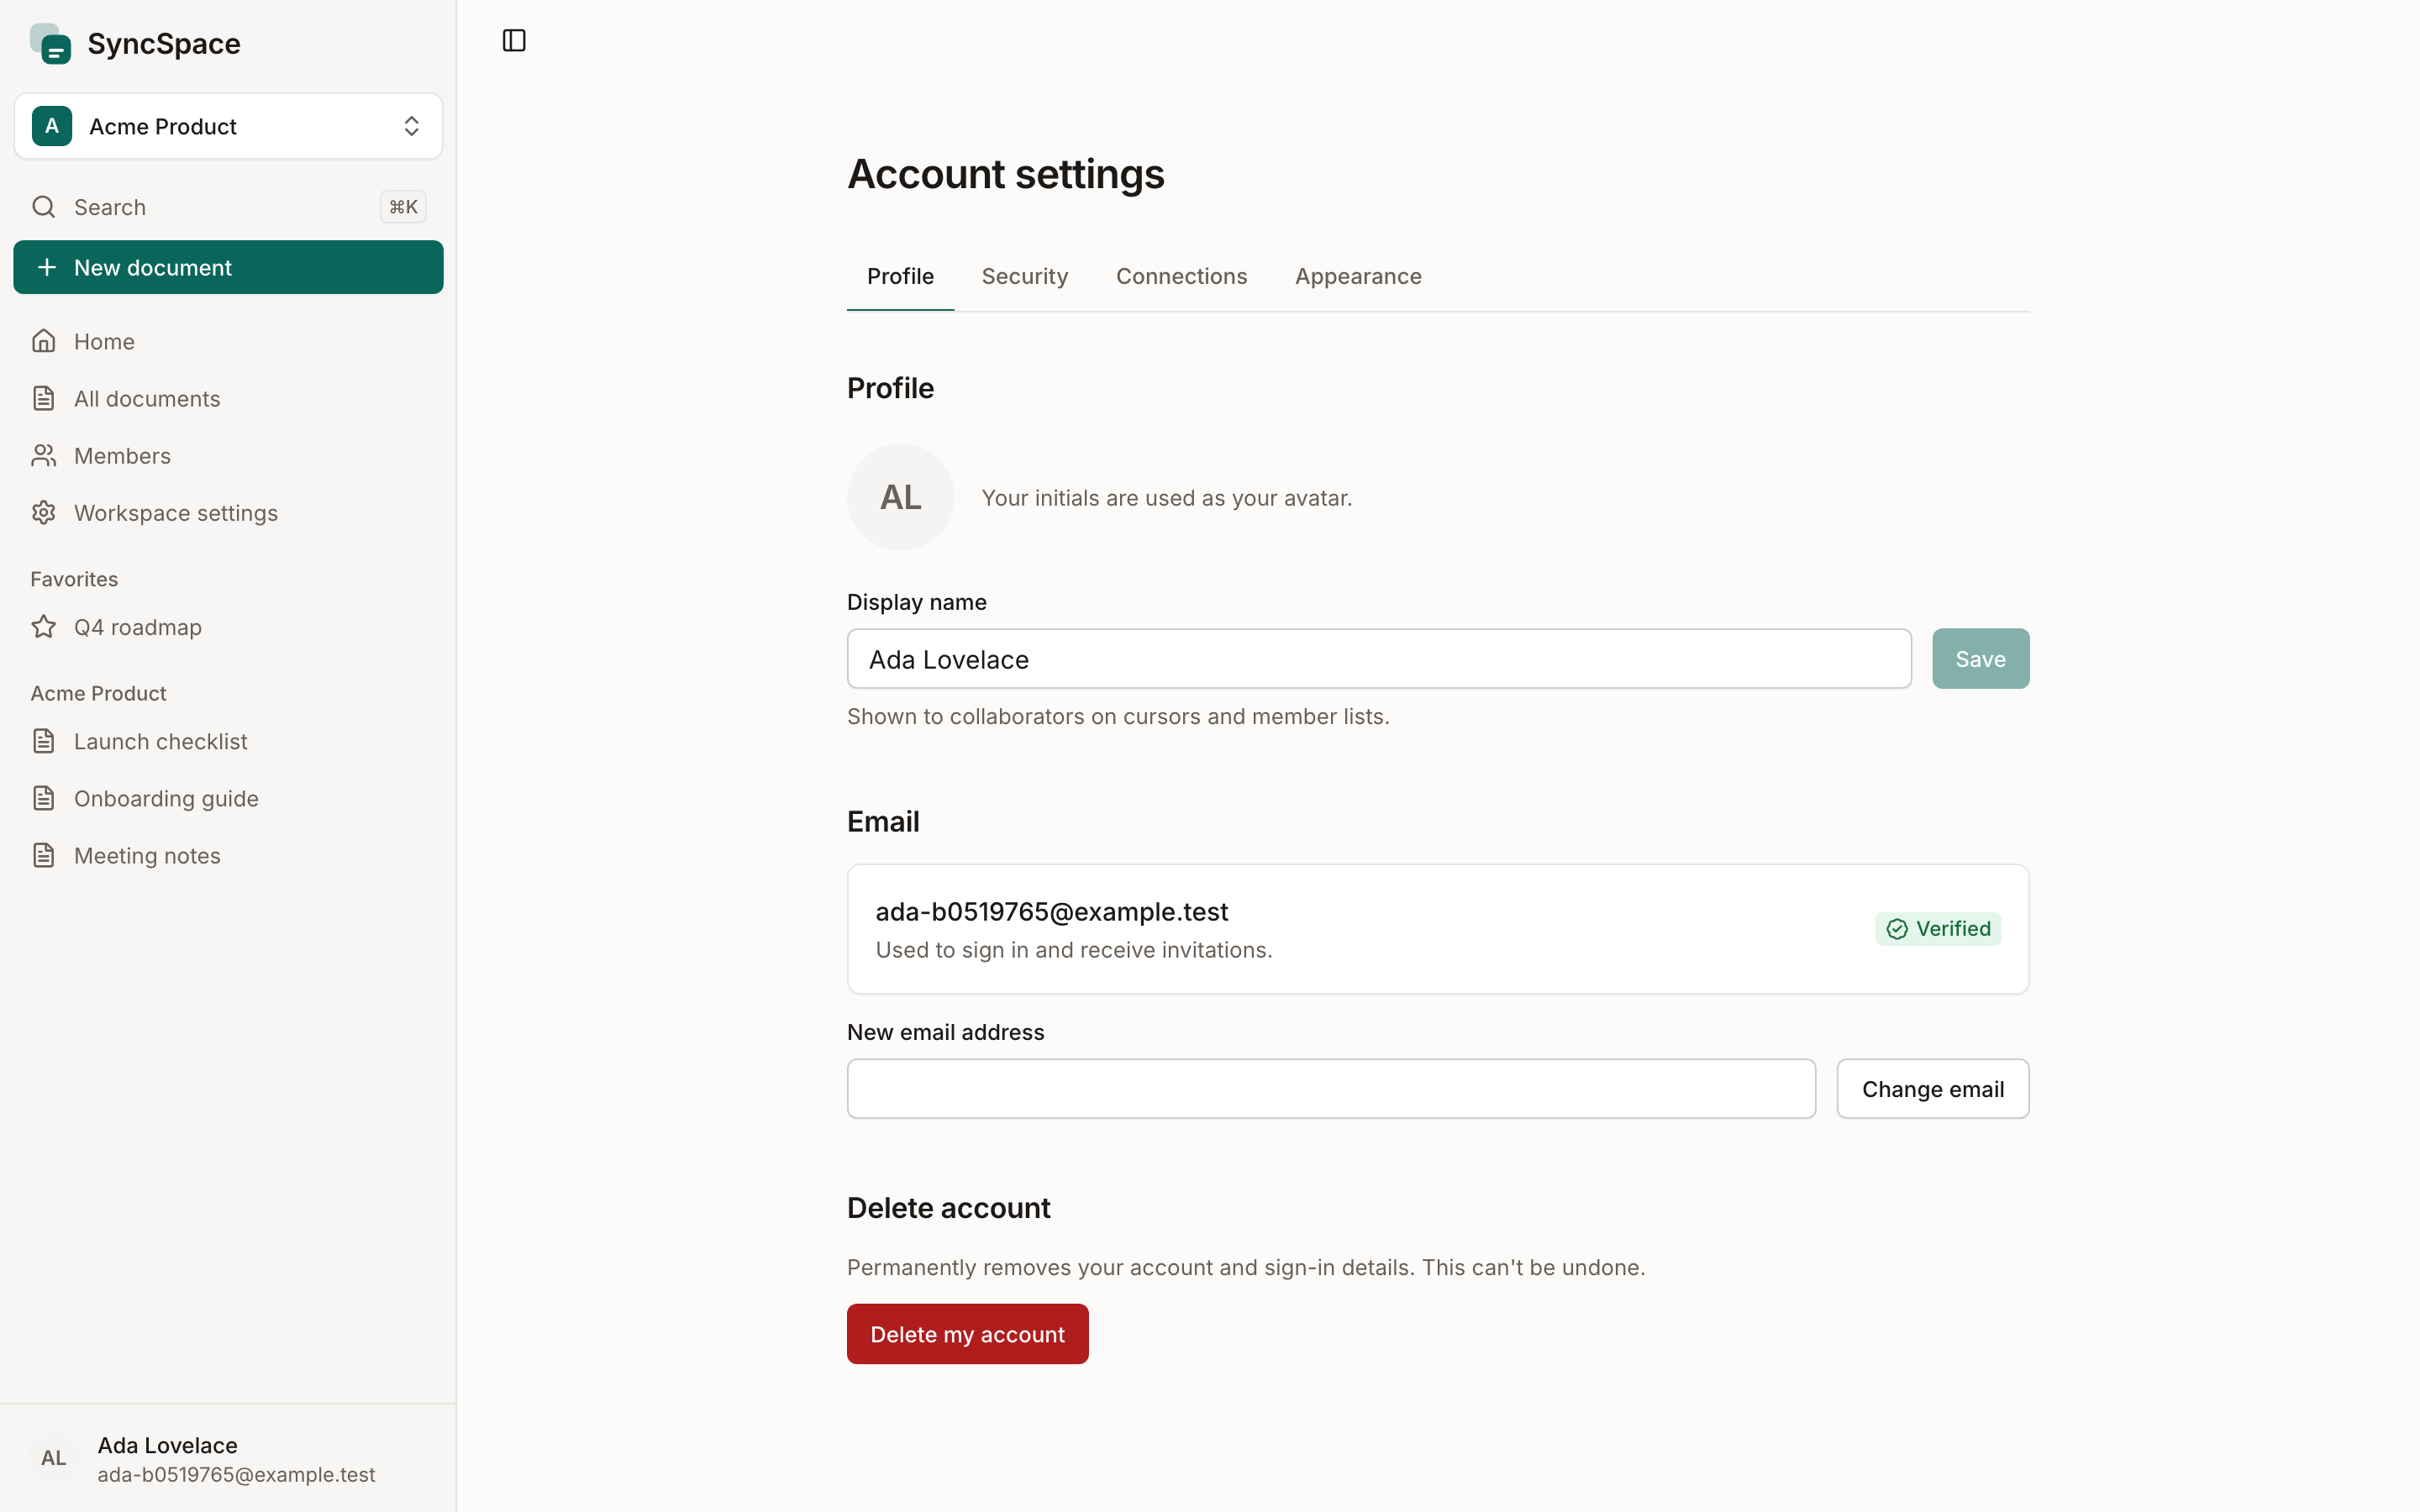 SyncSpace
A
Acme Product
Search
⌘K
New document
Home
All documents
Members
Workspace settings
Favorites
Q4 roadmap
Acme Product
Launch checklist
Onboarding guide
Meeting notes
AL
Ada Lovelace
ada-b0519765@example.test
Account settings
Profile
Security
Connections
Appearance
Profile
AL
Your initials are used as your avatar.
Display name
Ada Lovelace
Save
Shown to collaborators on cursors and member lists.
Email
ada-b0519765@example.test
Used to sign in and receive invitations.
Verified
New email address
Change email
Delete account
Permanently removes your account and sign-in details. This can't be undone.
Delete my account